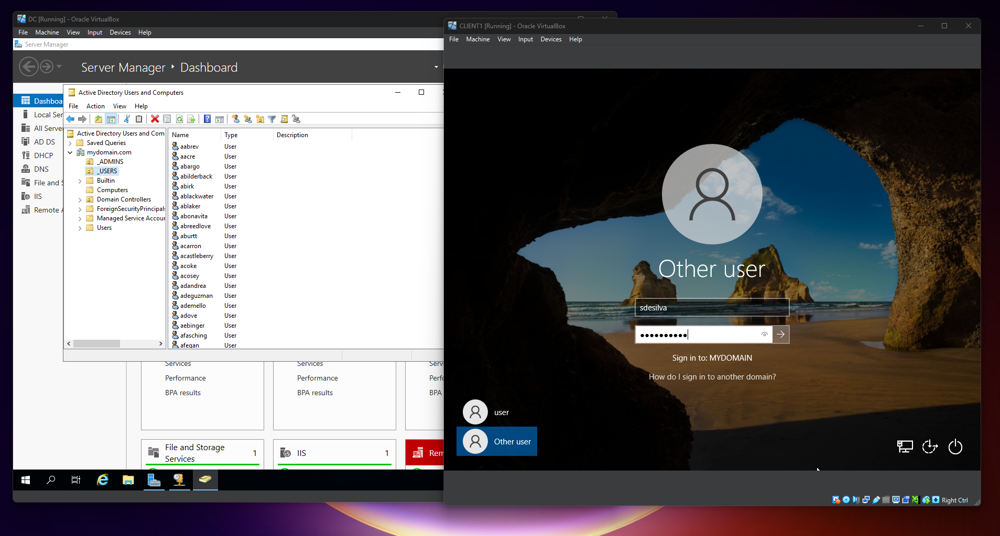 DC [Running] - Oracle VirtualBox
File Machine View Input Devices Help
Server Manager
Server Manager Dashboard
Dashboa
Local Ser
All Serve
AD DS
DHCP
DNS
File and S
IIS
Remote A
Active Directory Users and Computers
File Action View Help
Active Directory Users and Com
Saved Queries
mydomain.com
_ADMINS
_USERS
Builtin
Computers
Domain Controllers
ForeignSecurityPrincipals
Managed Service Accour
Users
Name Type Description
aabrev User
aacre User
abargo User
abilderback User
abirk User
ablackwater User
ablaker User
abonavita User
abreedlove User
aburtt User
acarron User
acastleberry User
acoke User
acosey User
adandrea User
adeguzman User
ademello User
adove User
aebinger User
afasching User
afegan User
Services Services Serv
Performance Performance Perfo
BPA results BPA results BPA
File and Storage
Services 1
IIS 1
Rem
CLIENT1 [Running] - Oracle VirtualBox
File Machine View Input Devices Help
Other user
sdesilva
Sign in to: MYDOMAIN
How do I sign in to another domain?
user
Other user
Right Ctrl